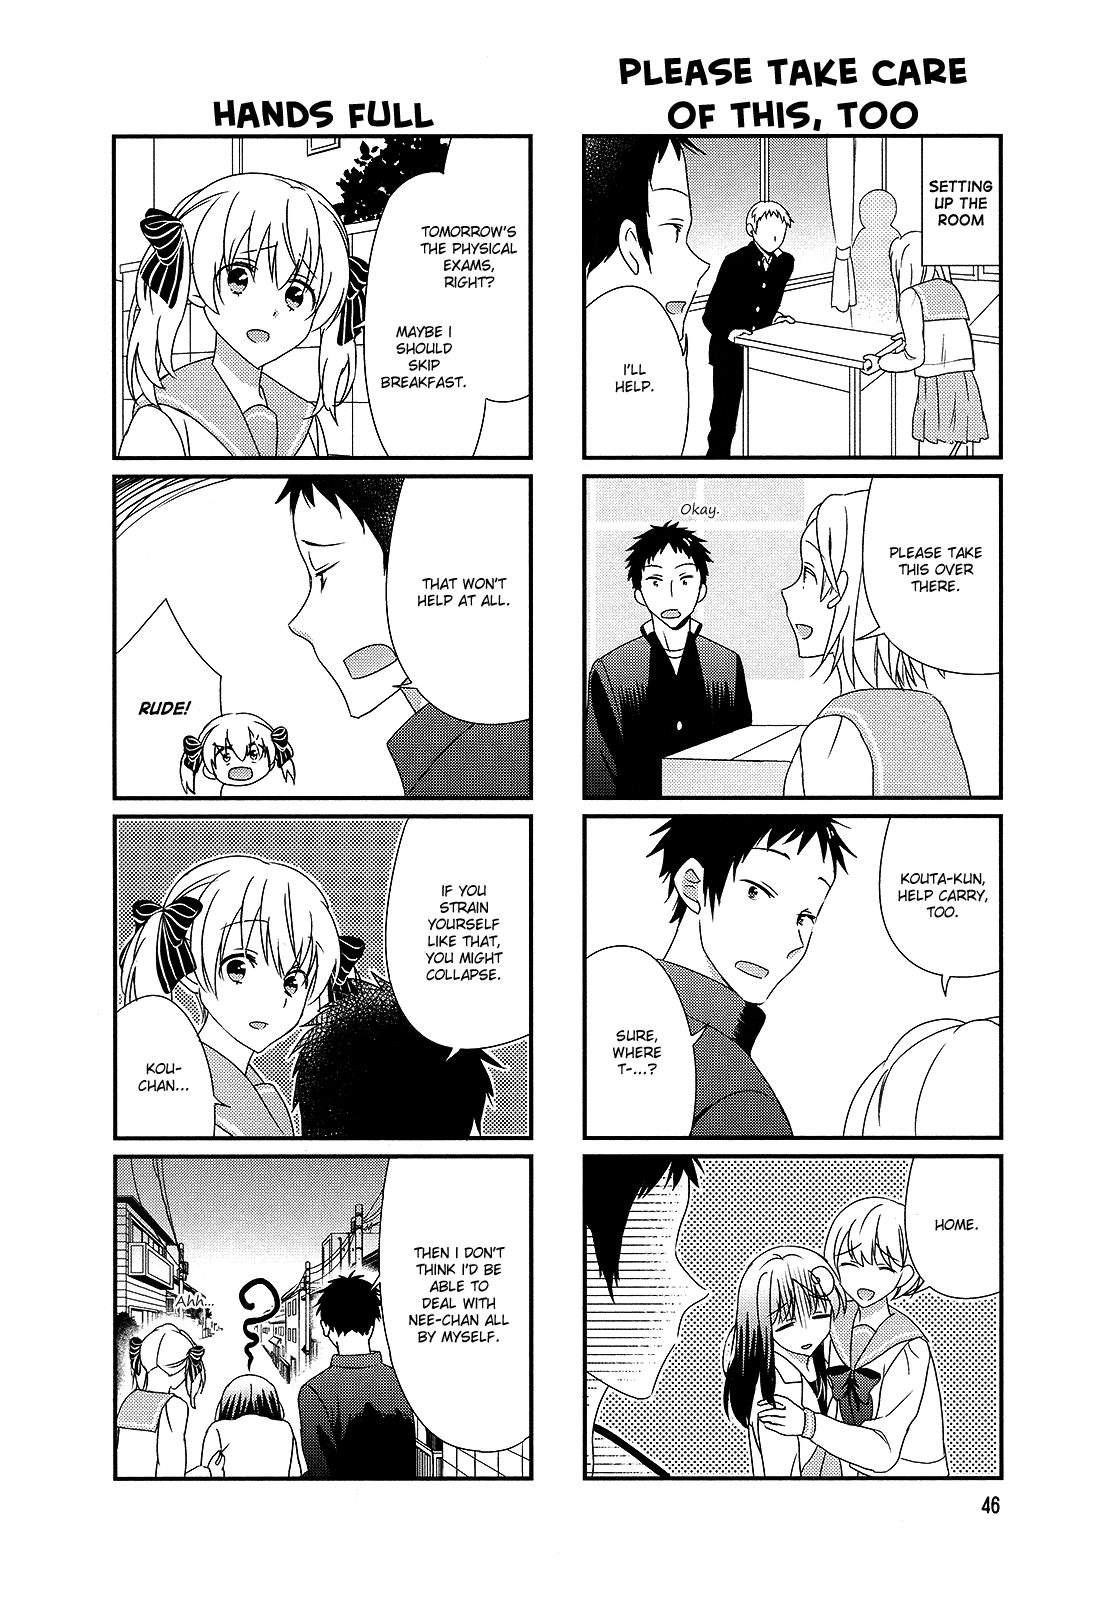 PLEASE TAKE CARE
OF THIS, TOO
SETTING
UP THE
ROOM
I'LL
HELP.
Okay.
PLEASE TAKE
THIS OVER
THERE.
KOUTA-KUN,
HELP CARRY,
TOO.
SURE,
WHERE
T-...?
HOME.
HANDS FULL
TOMORROW'S
THE PHYSICAL
EXAMS,
RIGHT?
MAYBE I
SHOULD
SKIP
BREAKFAST.
THAT WON'T
HELP AT ALL.
RUDE!
IF YOU
STRAIN
YOURSELF
LIKE THAT,
YOU MIGHT
COLLAPSE.
KOU-
CHAN...
THEN I DON'T
THINK I'D BE
ABLE TO
DEAL WITH
NEE-CHAN ALL
BY MYSELF.
Ahh...
46